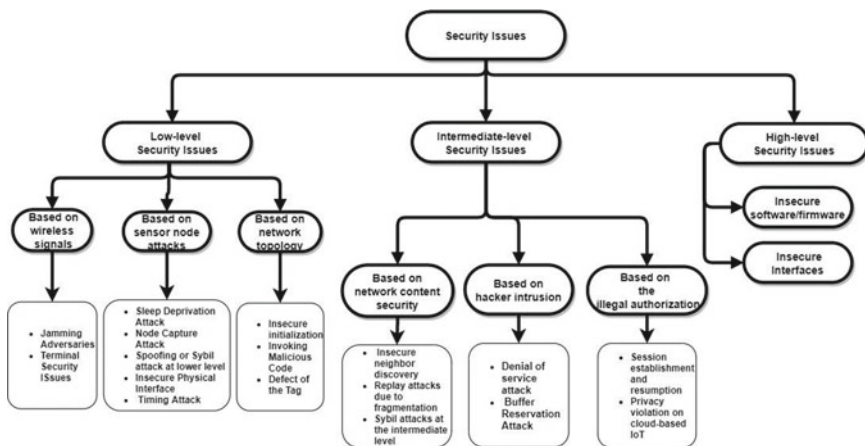 Security Issues
Low-level
Security Issues
Intermediate-level
Security Issues
High-level
Security Issues
Based on
wireless
signals
Based on
sensor node
attacks
Based on
network
topology
Insecure
software/firmware
Insecure
Interfaces
Based on
network content
security
Based on
hacker intrusion
Based on
the
illegal authorization
• Jamming
Adversaries
• Terminal
Security ISsues
• Sleep Deprivation
Attack
• Node Capture
Attack
• Spoofing or Sybil
attack at lower level
• Insecure Physical
Interface
• Timing Attack
• Insecure
initialization
• Invoking
Malicious
Code
• Defect of
the Tag
• Insecure
neighbor
discovery
• Replay attacks
due to
fragmentation
• Sybil attacks at
the intermediate
level
• Denial of
service
attack
• Buffer
Reservation
Attack
• Session
establishment
and
resumption
• Privacy
violation on
cloud-based
IoT